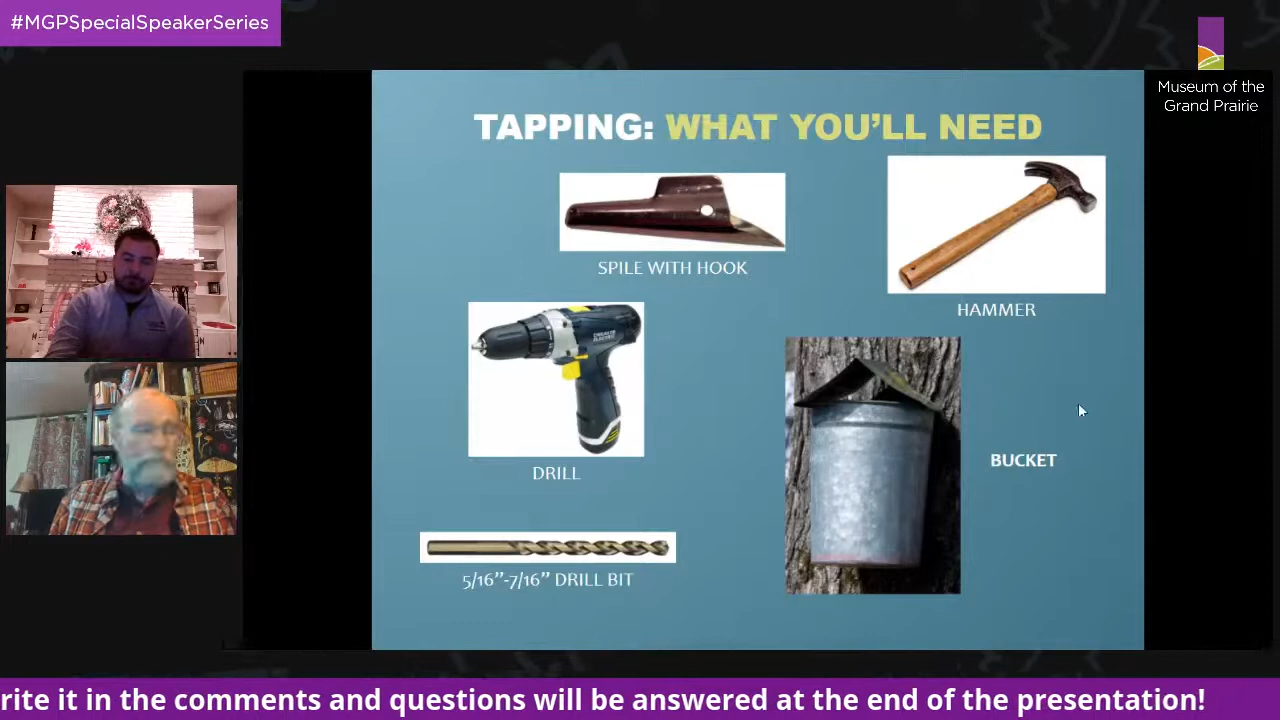 #MGPSpecialSpeakerSeries
Museum of the
Grand Prairie
TAPPING: WHAT YOU'LL NEED
SPILE WITH HOOK
HAMMER
DRILL
BUCKET
5/16"-7/16" DRILL BIT
rite it in the comments and questions will be answered at the end of the presentation!